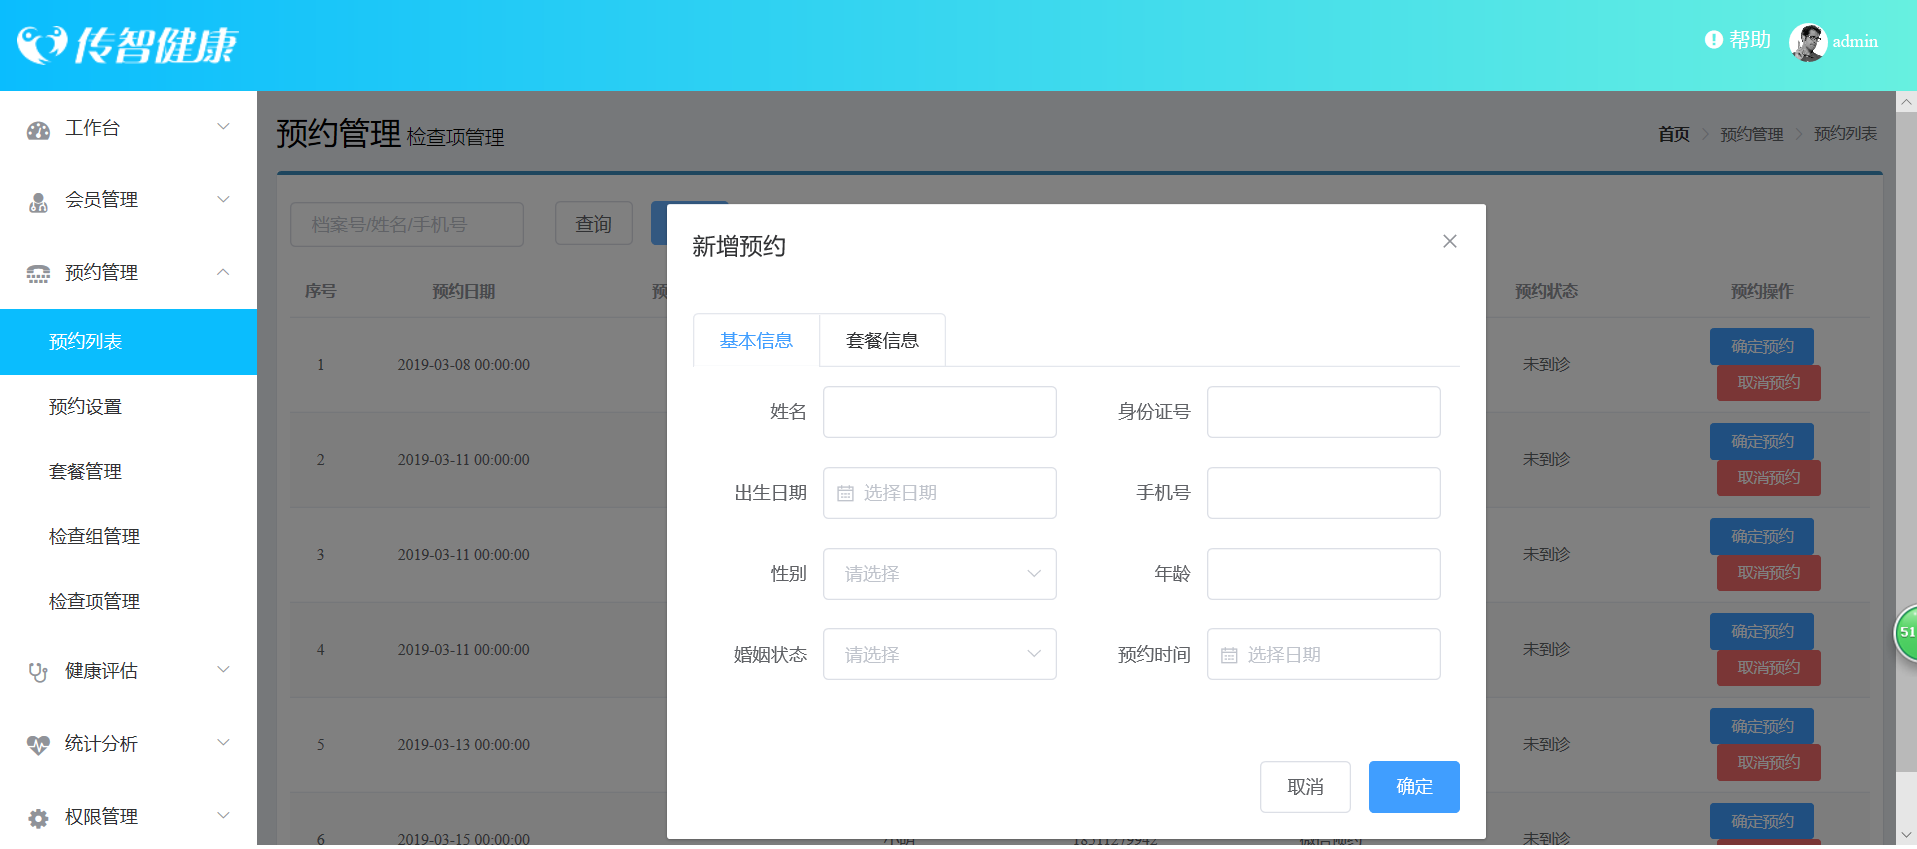 传智健康
帮助 admin
工作台
会员管理
预约管理
预约列表
预约设置
套餐管理
检查组管理
检查项管理
健康评估
统计分析
权限管理
预约管理 检查项管理
首页 预约管理 预约列表
档案号/姓名/手机号 查询
序号 预约日期 预 预约状态 预约操作
1 2019-03-08 00:00:00 未到诊 确定预约
取消预约
2 2019-03-11 00:00:00 未到诊 确定预约
取消预约
3 2019-03-11 00:00:00 未到诊 确定预约
取消预约
4 2019-03-11 00:00:00 未到诊 确定预约
取消预约
5 2019-03-13 00:00:00 未到诊 确定预约
取消预约
6 2019-03-15 00:00:00 小明 18511279942 微信预约 未到诊 确定预约
新增预约
基本信息 套餐信息
姓名 身份证号
出生日期 选择日期 手机号
性别 请选择 年龄
婚姻状态 请选择 预约时间 选择日期
取消 确定
51